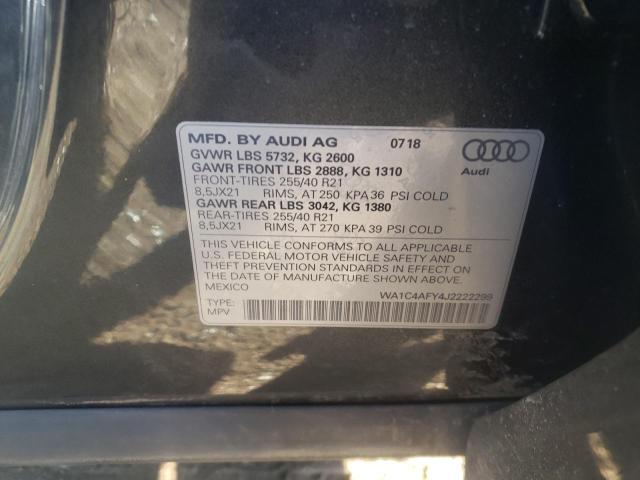 MFD. BY AUDI AG 0718
GVWR LBS 5732, KG 2600
GAWR FRONT LBS 2888, KG 1310
FRONT-TIRES 255/40 R21
8,5JX21 RIMS, AT 250 KPA 36 PSI COLD
GAWR REAR LBS 3042, KG 1380
REAR-TIRES 255/40 R21
8,5JX21 RIMS, AT 270 KPA 39 PSI COLD
Audi
THIS VEHICLE CONFORMS TO ALL APPLICABLE
U.S. FEDERAL MOTOR VEHICLE SAFETY AND
THEFT PREVENTION STANDARDS IN EFFECT ON
THE DATE OF MANUFACTURE SHOWN ABOVE.
MEXICO
WA1C4AFY4J2222299
TYPE:
MPV